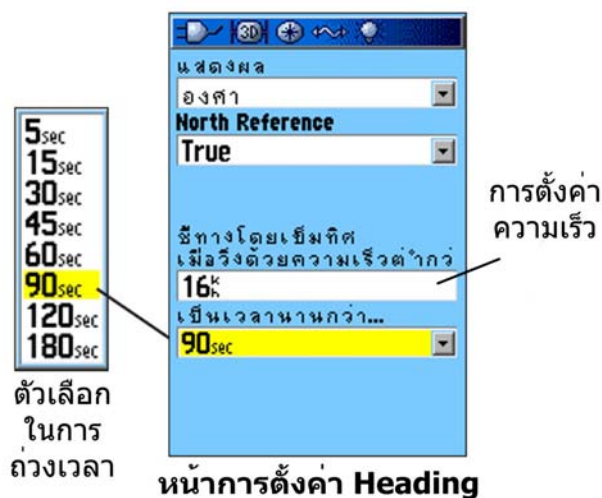 3D
แสดงผล
องศา
North Reference
True
ชี้ทางโดยเข็มทิศ
เมื่อวิ่งด้วยความเร็วต่ำกว่
16 k/h
เป็นเวลานานกว่า...
90sec
5sec
15sec
30sec
45sec
60sec
90sec
120sec
180sec
ตัวเลือก
ในการ
ถ่วงเวลา
การตั้งค่า
ความเร็ว
หน้าการตั้งค่า Heading